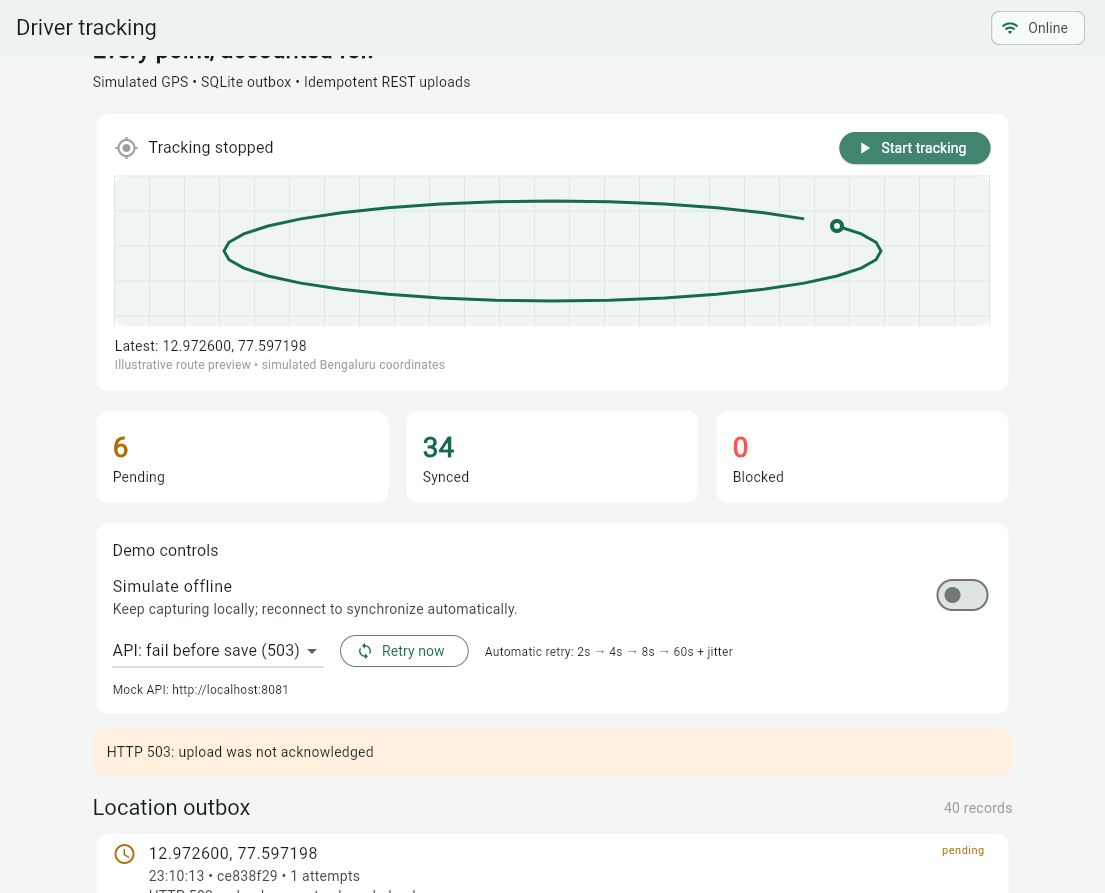 Driver tracking
Online
Every point, accounted for.
Simulated GPS • SQLite outbox • Idempotent REST uploads
Tracking stopped
Start tracking
Latest: 12.972600, 77.597198
Illustrative route preview • simulated Bengaluru coordinates
6
Pending
34
Synced
0
Blocked
Demo controls
Simulate offline
Keep capturing locally; reconnect to synchronize automatically.
API: fail before save (503)
Retry now
Automatic retry: 2s → 4s → 8s → 60s + jitter
Mock API: http://localhost:8081
HTTP 503: upload was not acknowledged
Location outbox
40 records
12.972600, 77.597198
pending
23:10:13 • ce838f29 • 1 attempts